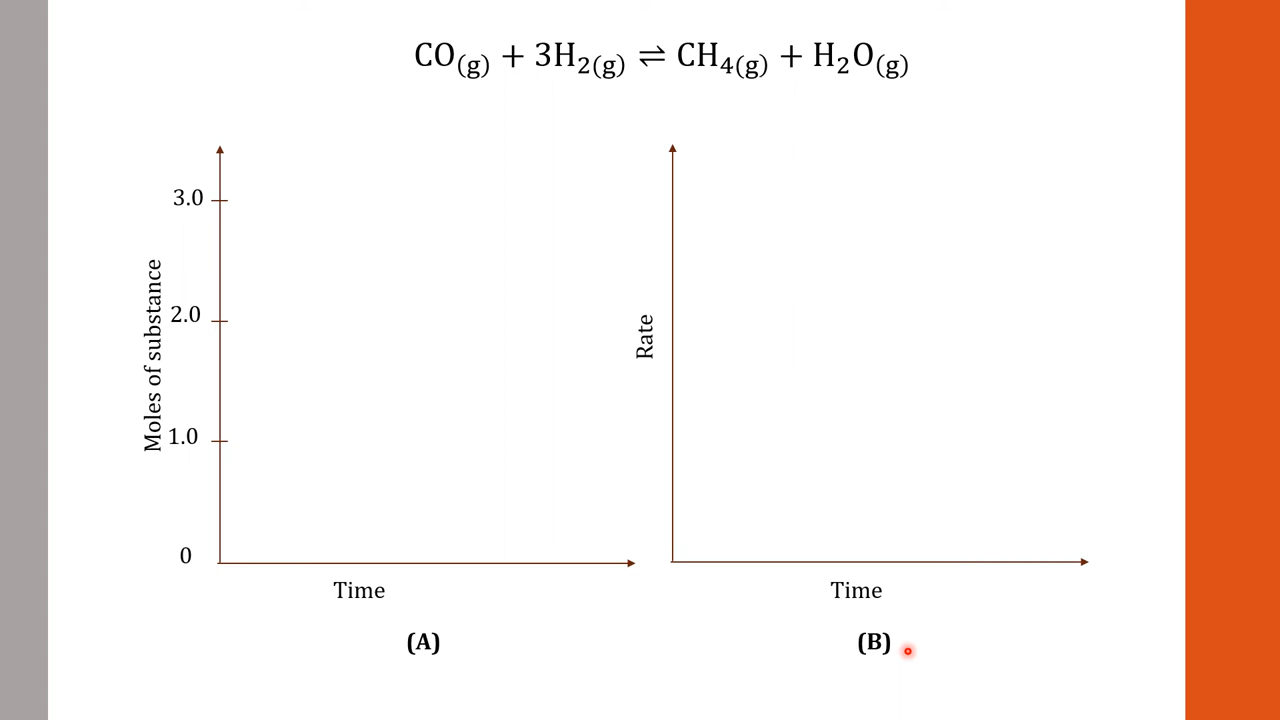 CO(g) + 3H2(g) ⇌ CH4(g) + H2O(g)
Moles of substance
3.0
2.0
1.0
0
Time
(A)
Rate
Time
(B)